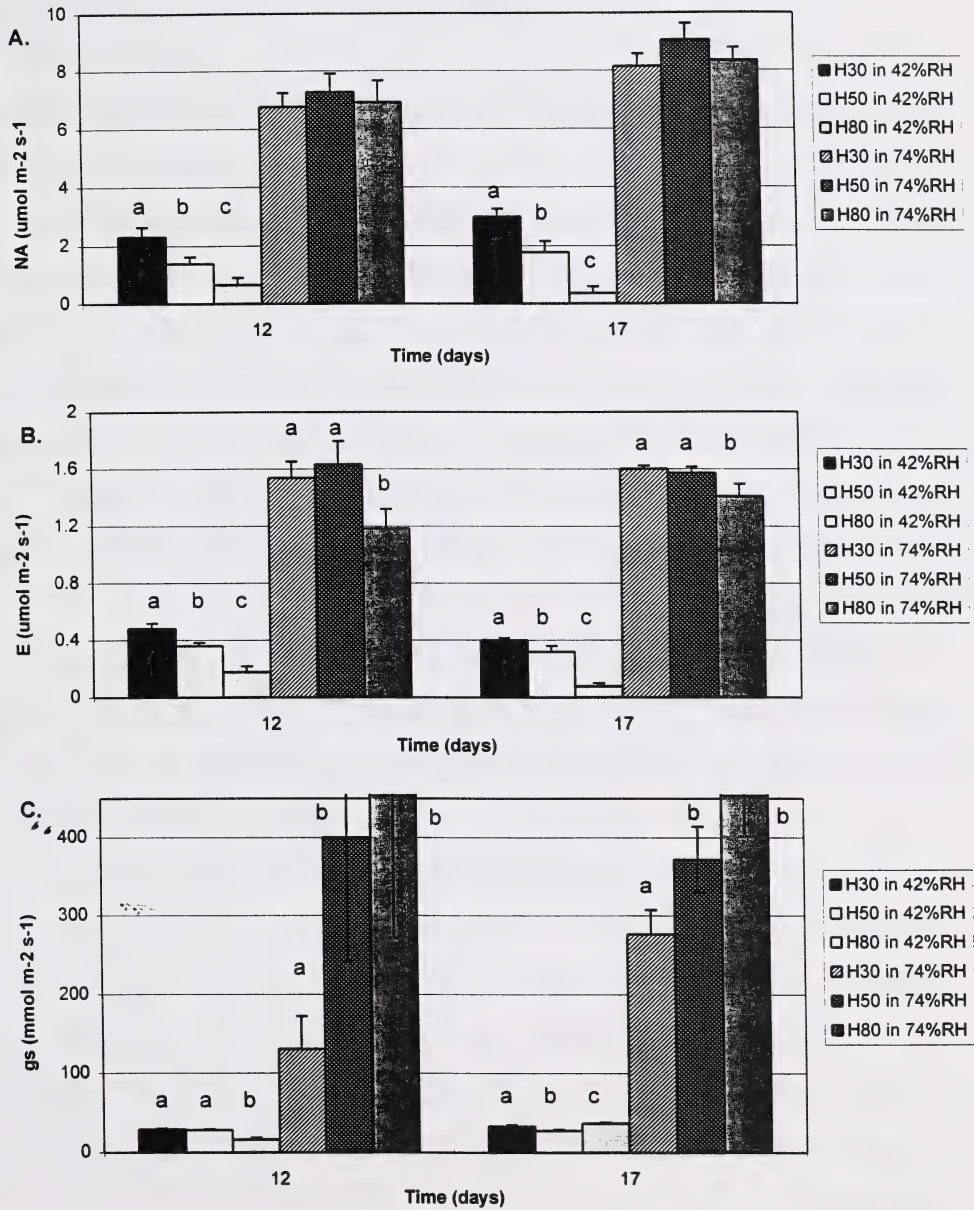 A.
NA (umol m-2 s-1)
10
8
6
4
2
0
a b c
a b c
12 17
Time (days)
H30 in 42%RH
H50 in 42%RH
H80 in 42%RH
H30 in 74%RH
H50 in 74%RH
H80 in 74%RH
B.
E (umol m-2 s-1)
2
1.6
1.2
0.8
0.4
0
a b c a a b
a b c a a b
12 17
Time (days)
H30 in 42%RH
H50 in 42%RH
H80 in 42%RH
H30 in 74%RH
H50 in 74%RH
H80 in 74%RH
C.
gs (mmol m-2 s-1)
400
300
200
100
0
a a b a b b
a b c a b b
12 17
Time (days)
H30 in 42%RH
H50 in 42%RH
H80 in 42%RH
H30 in 74%RH
H50 in 74%RH
H80 in 74%RH